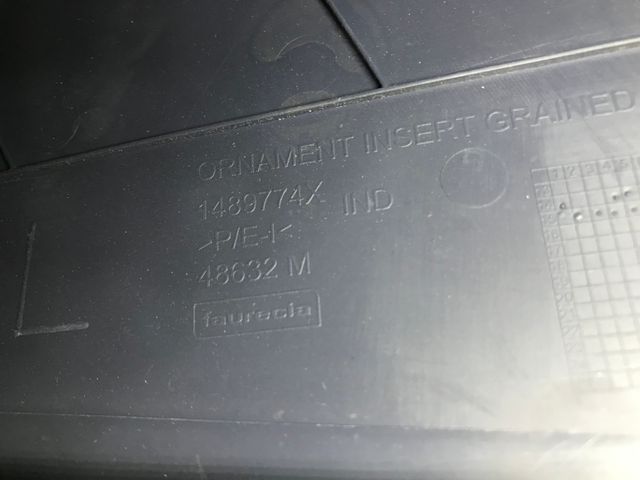 ORNAMENT INSERT GRAINED
1489774X IND
>P/E-I<
48632 M
faurecia